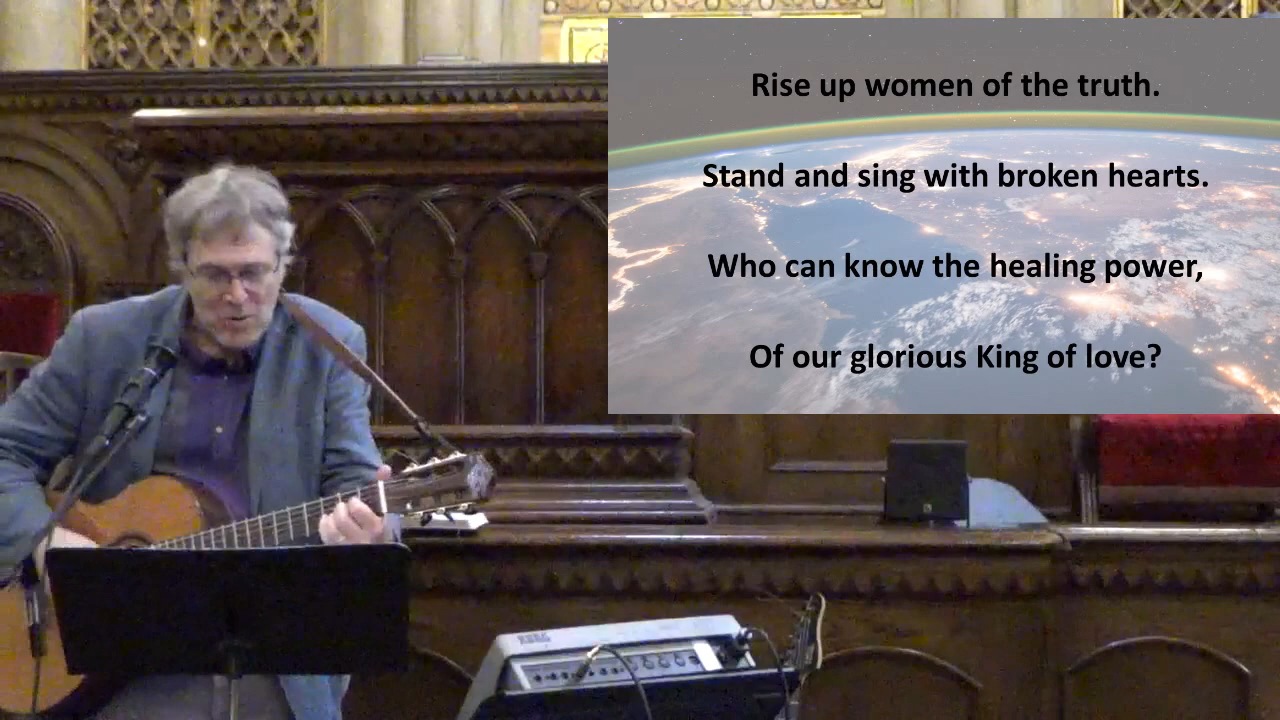 Rise up women of the truth.
Stand and sing with broken hearts.
Who can know the healing power,
Of our glorious King of love?
KORG